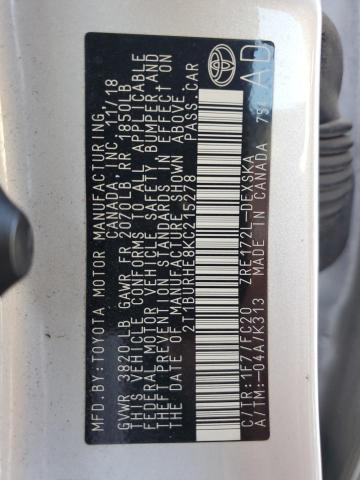 MFD.BY:TOYOTA MOTOR MANUFACTURING,
CANADA, INC. 11/18
GVWR 3820 LB GAWR FR 2020LB RR 1850LB
THIS VEHICLE CONFORMS TO ALL APPLICABLE
FEDERAL MOTOR VEHICLE SAFETY BUMPER AND
THEFT PREVENTION STANDARDS IN EFFECT ON
THE DATE OF MANUFACTURE SHOWN ABOVE.
2T1BURHE8KC215278 PASS.CAR
C/TR:1F7/FC20 ZRE172L-DEXSKA
A/TM:-04A/K313 MADE IN CANADA
AD